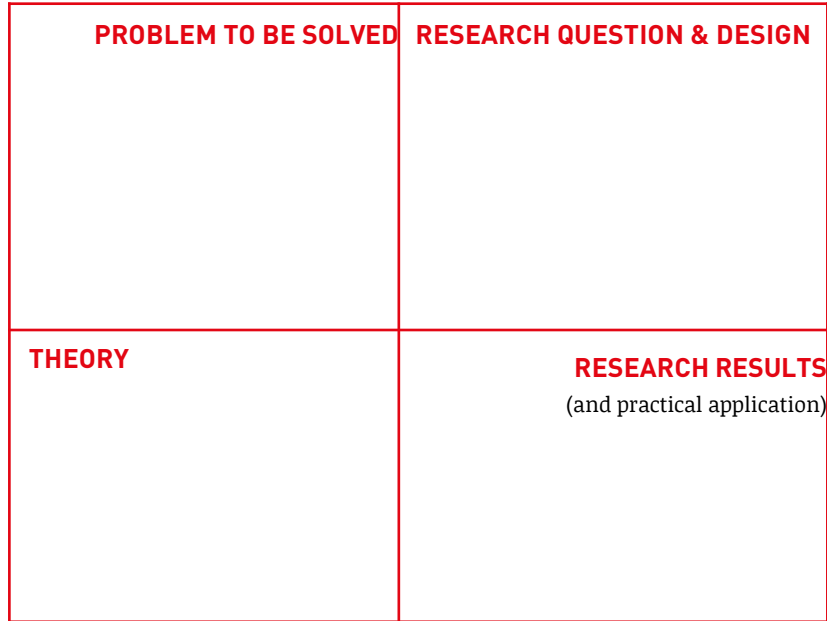 PROBLEM TO BE SOLVED
RESEARCH QUESTION & DESIGN
THEORY
RESEARCH RESULTS
(and practical application)